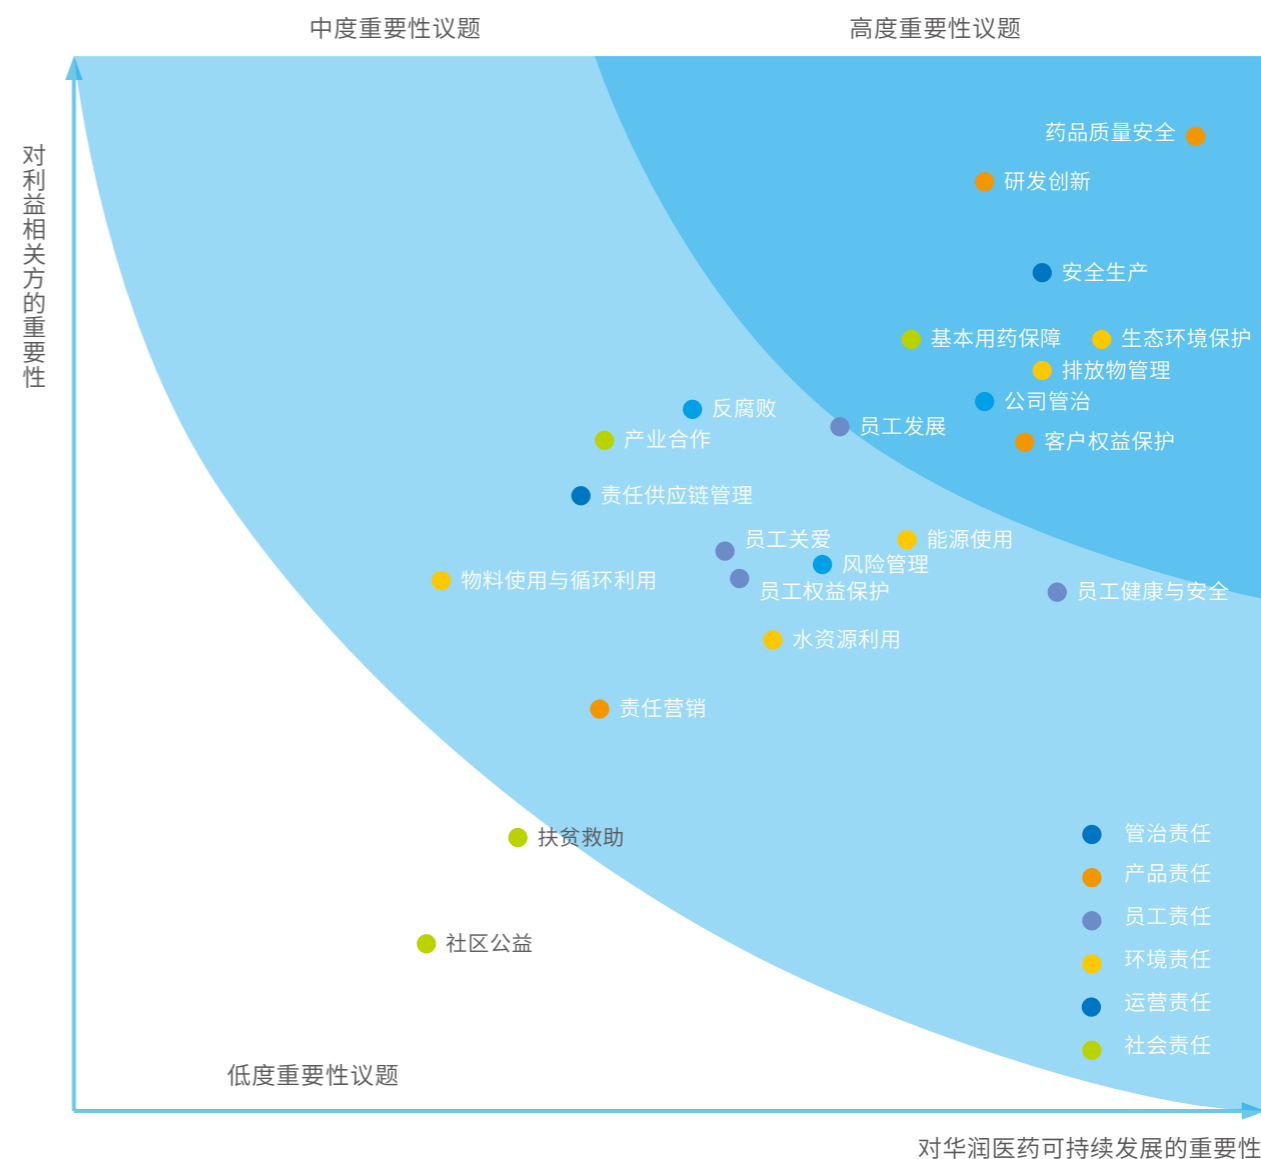 中度重要性议题
高度重要性议题
对利益相关方的重要性
药品质量安全
研发创新
安全生产
基本用药保障
生态环境保护
排放物管理
公司管治
反腐败
员工发展
产业合作
客户权益保护
责任供应链管理
员工关爱
能源使用
风险管理
物料使用与循环利用
员工权益保护
员工健康与安全
水资源利用
责任营销
扶贫救助
管治责任
产品责任
员工责任
社区公益
环境责任
运营责任
社会责任
低度重要性议题
对华润医药可持续发展的重要性